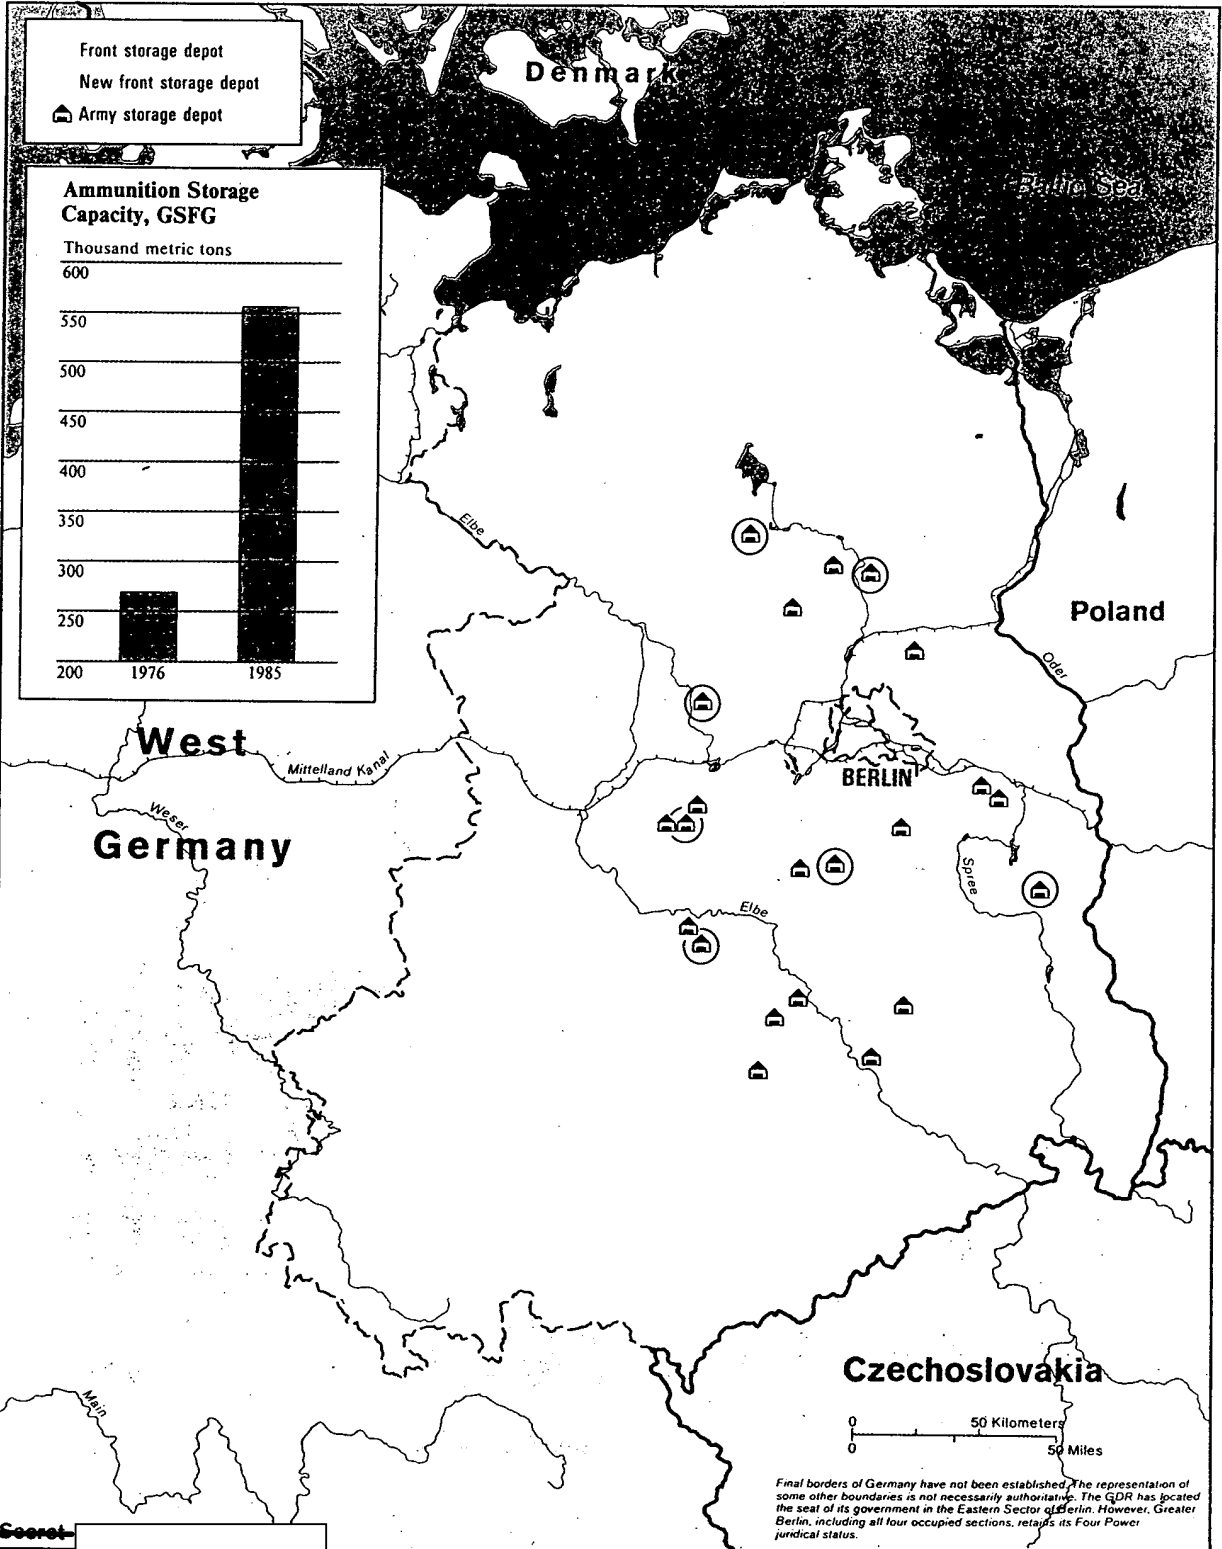 Front storage depot
New front storage depot
Army storage depot
Denmark
Baltic Sea
Ammunition Storage
Capacity, GSFG
Thousand metric tons
600
550
500
450
400
350
300
250
200
1976
1985
Elbe
Poland
Oder
West
Mittelland Kanal
BERLIN
Weser
Germany
Spree
Elbe
Czechoslovakia
Main
0
50 Kilometers
0
50 Miles
Final borders of Germany have not been established. The representation of
some other boundaries is not necessarily authoritative. The GDR has located
the seat of its government in the Eastern Sector of Berlin. However, Greater
Berlin, including all four occupied sections, retains its Four Power
juridical status.
Secret